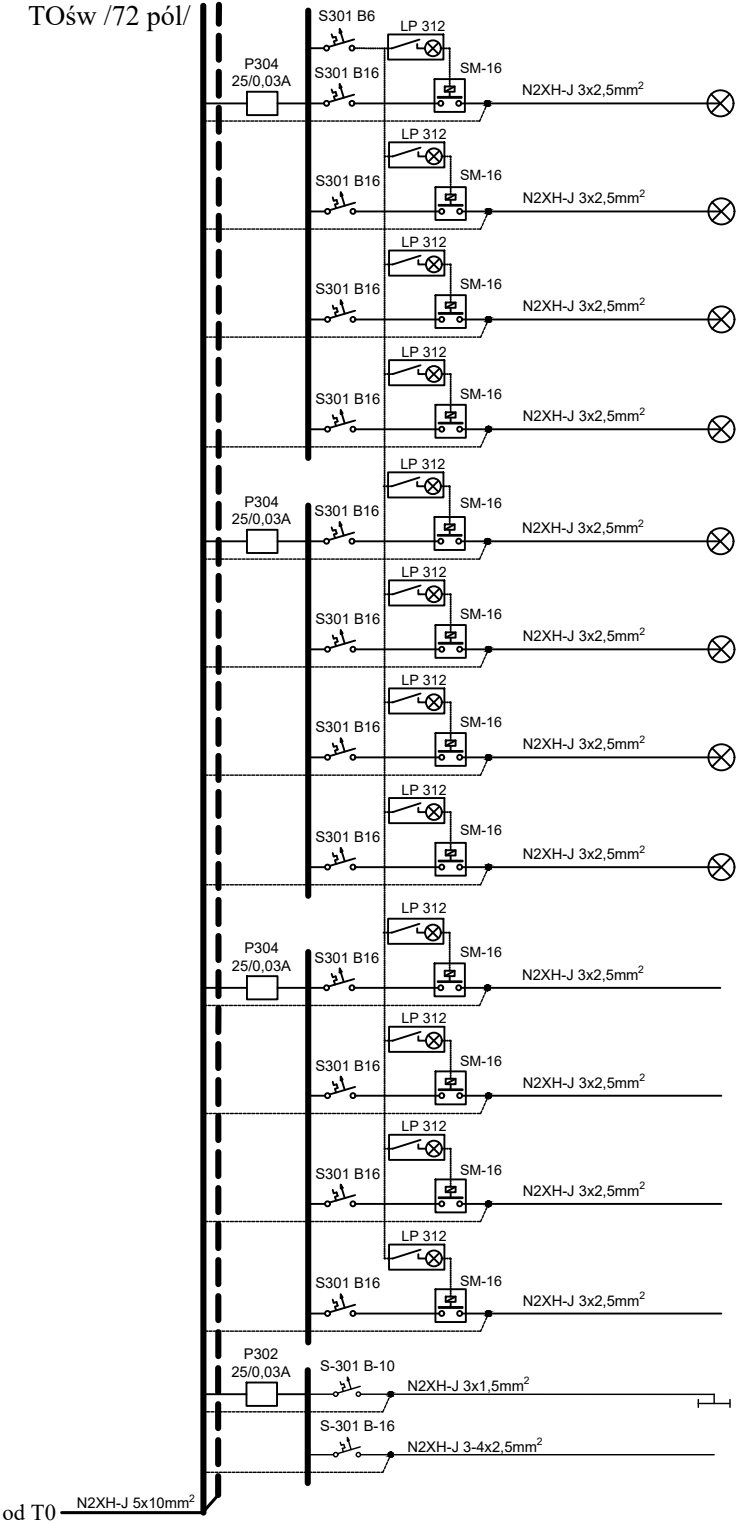 TOśw /72 pól/
S301 B6
LP 312
P304
25/0,03A
S301 B16
SM-16
N2XH-J 3x2,5mm²
LP 312
S301 B16
SM-16
N2XH-J 3x2,5mm²
LP 312
S301 B16
SM-16
N2XH-J 3x2,5mm²
LP 312
S301 B16
SM-16
N2XH-J 3x2,5mm²
LP 312
P304
25/0,03A
S301 B16
SM-16
N2XH-J 3x2,5mm²
LP 312
S301 B16
SM-16
N2XH-J 3x2,5mm²
LP 312
S301 B16
SM-16
N2XH-J 3x2,5mm²
LP 312
S301 B16
SM-16
N2XH-J 3x2,5mm²
LP 312
P304
25/0,03A
S301 B16
SM-16
N2XH-J 3x2,5mm²
LP 312
S301 B16
SM-16
N2XH-J 3x2,5mm²
LP 312
S301 B16
SM-16
N2XH-J 3x2,5mm²
LP 312
S301 B16
SM-16
N2XH-J 3x2,5mm²
P302
25/0,03A
S-301 B-10
N2XH-J 3x1,5mm²
S-301 B-16
N2XH-J 3-4x2,5mm²
od T0
N2XH-J 5x10mm²